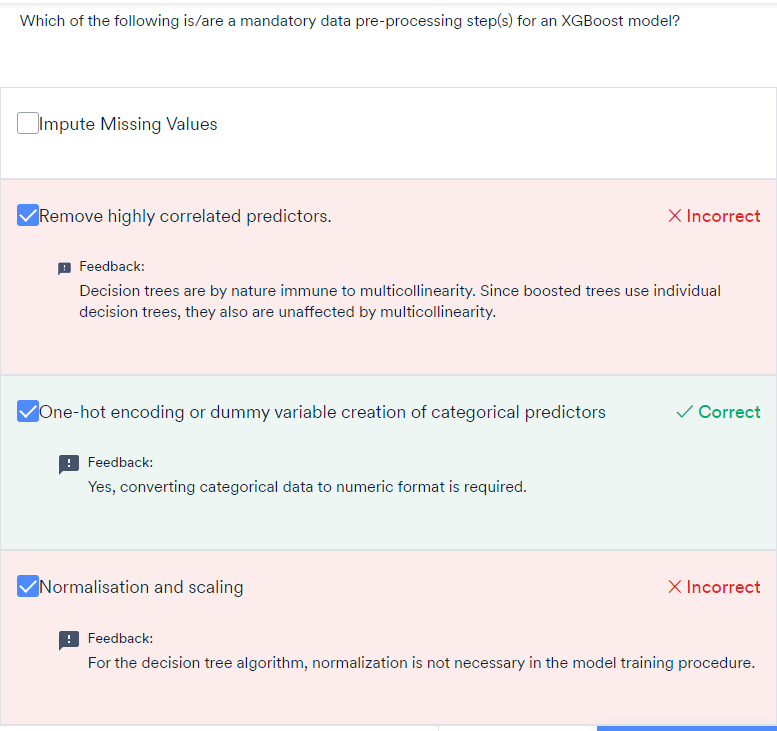 Which of the following is/are a mandatory data pre-processing step(s) for an XGBoost model?
Impute Missing Values
Remove highly correlated predictors.
Incorrect
Feedback:
Decision trees are by nature immune to multicollinearity. Since boosted trees use individual
decision trees, they also are unaffected by multicollinearity.
One-hot encoding or dummy variable creation of categorical predictors
Correct
Feedback:
Yes, converting categorical data to numeric format is required.
Normalisation and scaling
Incorrect
Feedback:
For the decision tree algorithm, normalization is not necessary in the model training procedure.